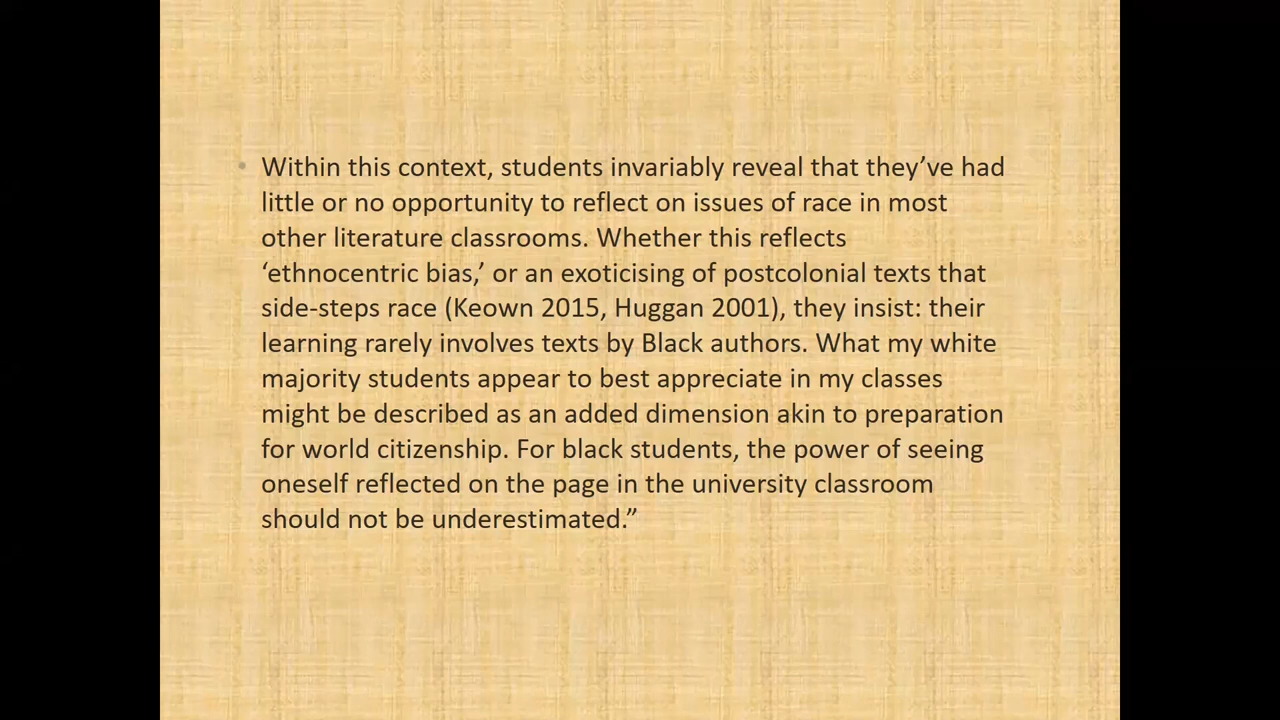 • Within this context, students invariably reveal that they’ve had
little or no opportunity to reflect on issues of race in most
other literature classrooms. Whether this reflects
‘ethnocentric bias,’ or an exoticising of postcolonial texts that
side-steps race (Keown 2015, Huggan 2001), they insist: their
learning rarely involves texts by Black authors. What my white
majority students appear to best appreciate in my classes
might be described as an added dimension akin to preparation
for world citizenship. For black students, the power of seeing
oneself reflected on the page in the university classroom
should not be underestimated.”